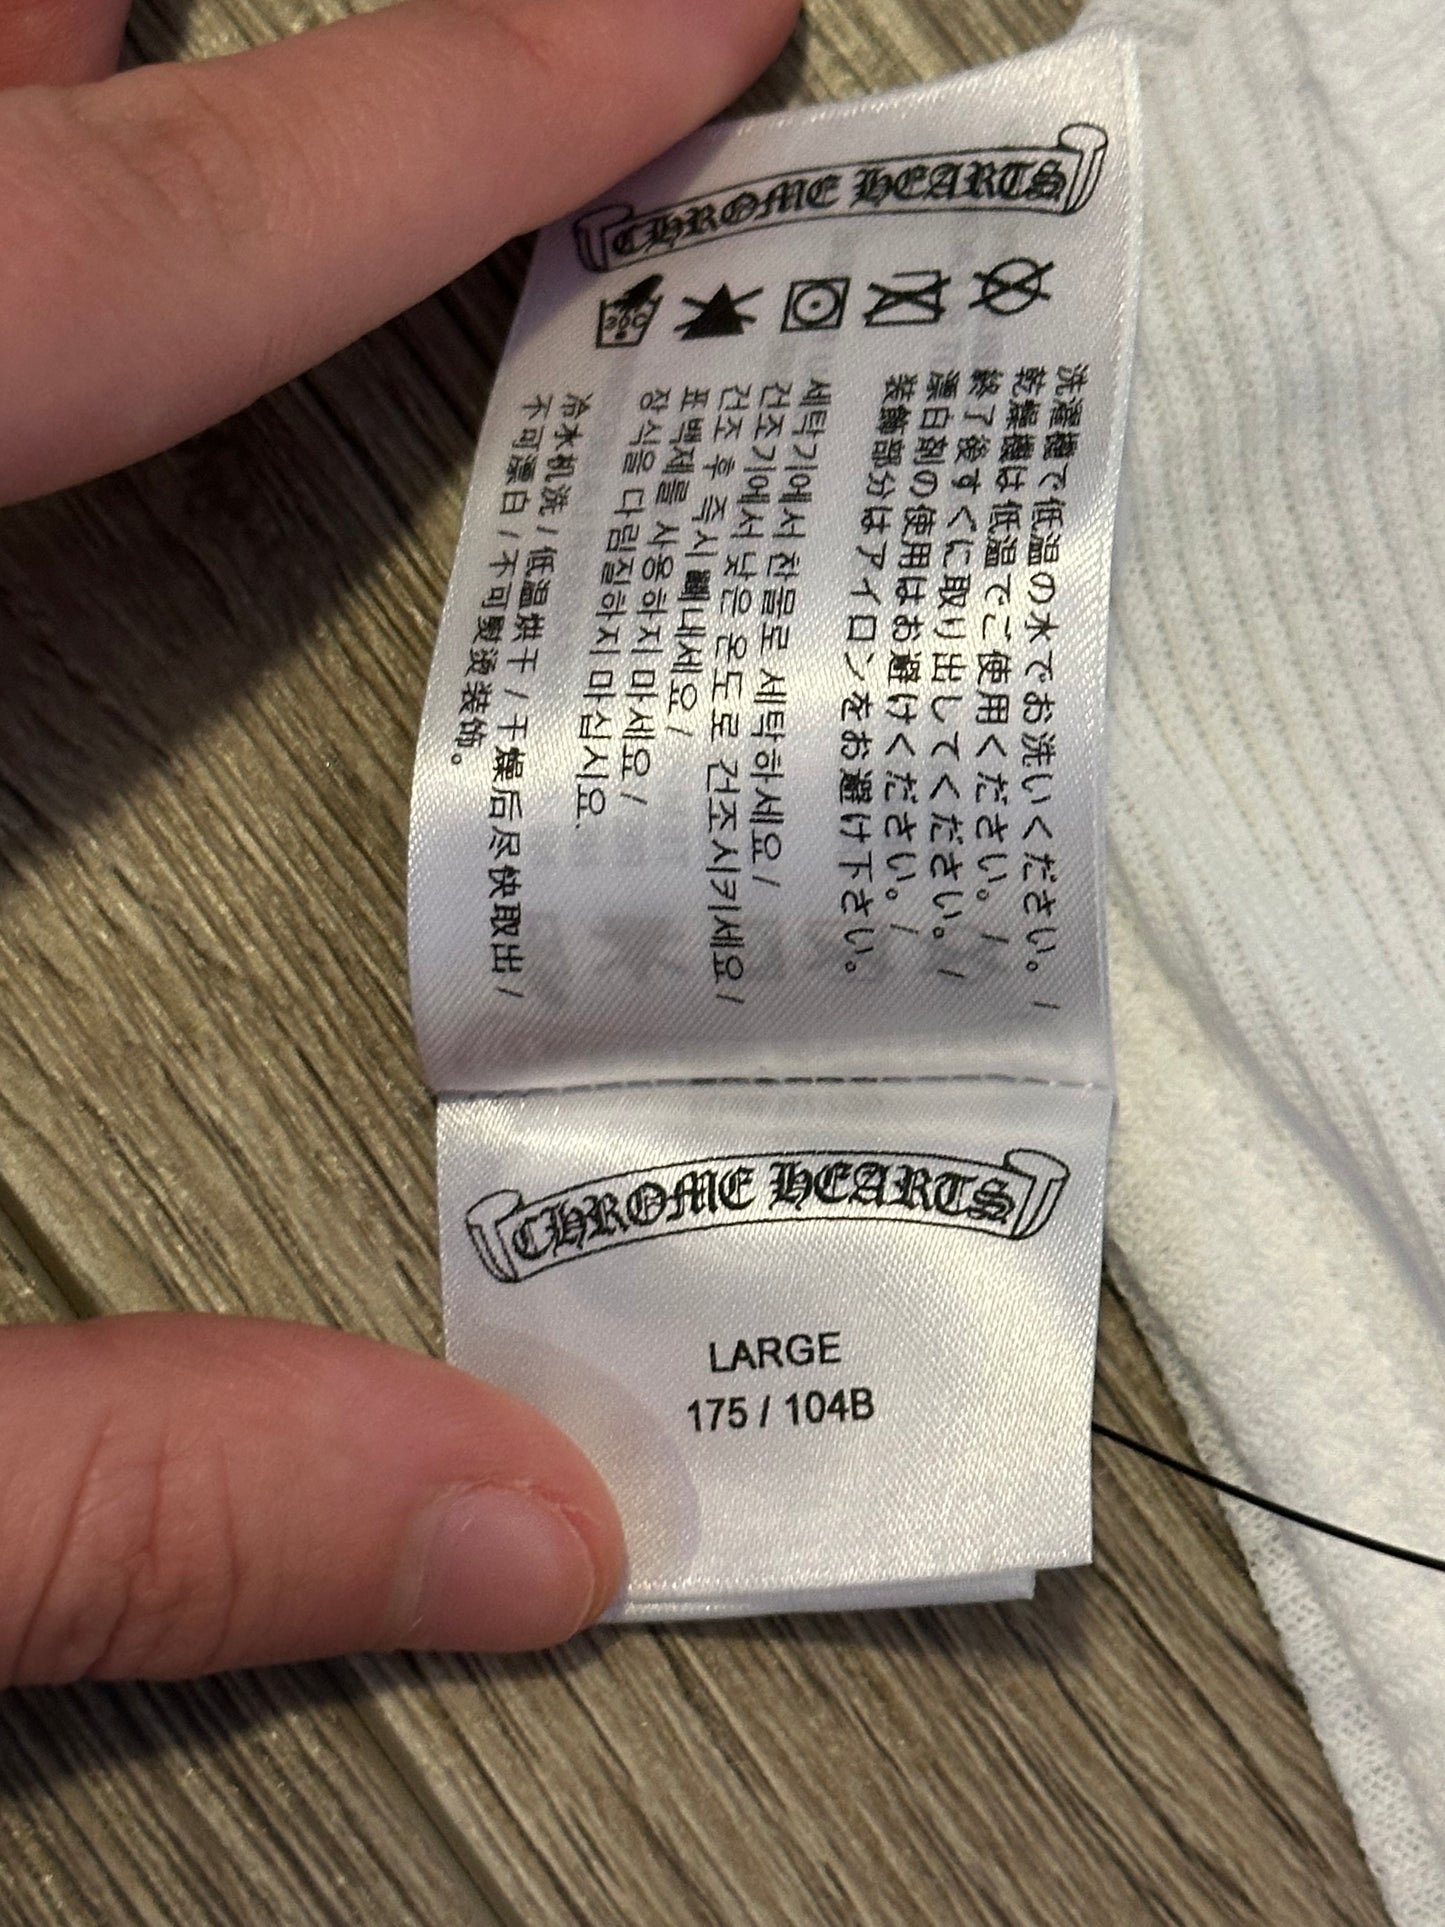 CHROME HEARTS
洗濯機で低温の水でお洗いください。/
乾燥機は低温でご使用ください。/
終了後すぐに取り出してください。/
漂白剤の使用はお避けください。/
装飾部分はアイロンをお避け下さい。
세탁기에서 찬물로 세탁하세요 /
건조기에서 낮은 온도로 건조시키세요 /
건조 후 즉시 빼내세요 /
표백제를 사용하지 마세요 /
장식을 다림질하지 마십시요.
冷水机洗 / 低温烘干 / 干燥后尽快取出 /
不可漂白 / 不可熨烫装饰。
CHROME HEARTS
LARGE
175 / 104B